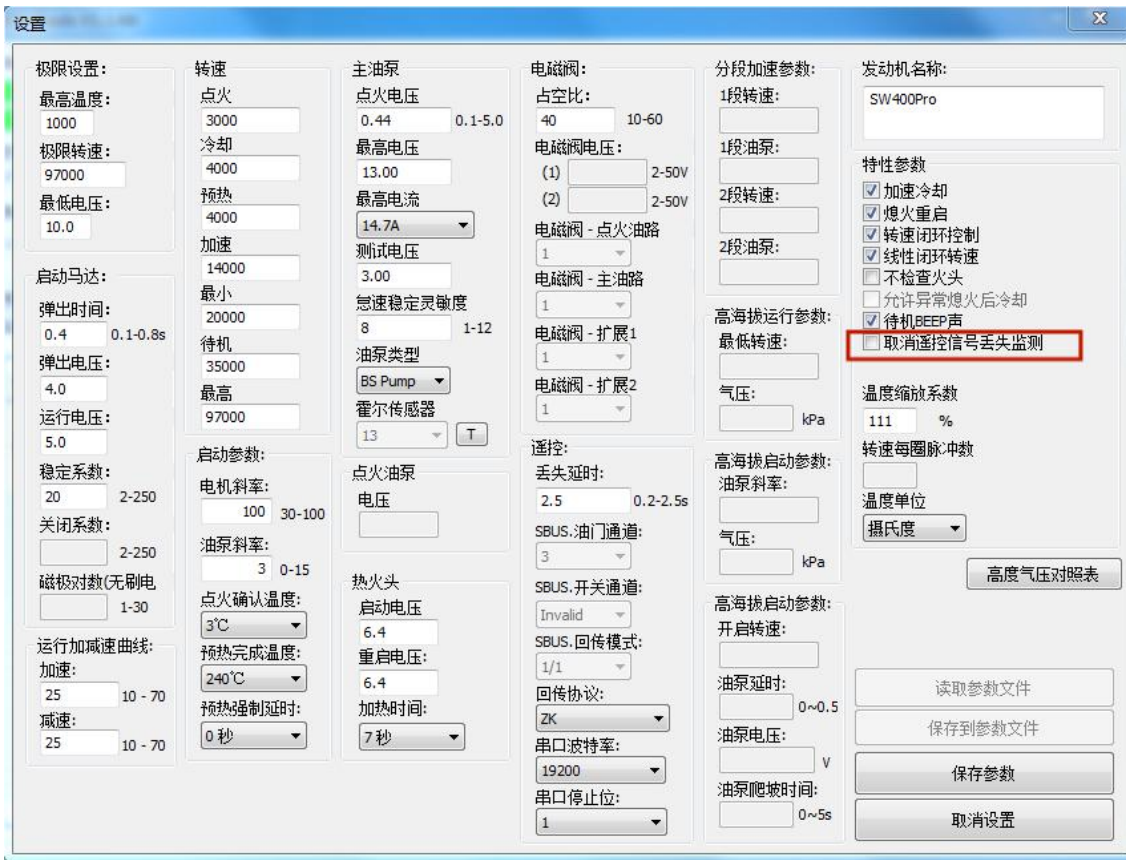 设置
极限设置:
最高温度:
1000
极限转速:
97000
最低电压:
10.0
启动马达:
弹出时间:
0.4 0.1-0.8s
弹出电压:
4.0
运行电压:
5.0
稳定系数:
20 2-250
关闭系数:
2-250
磁极对数(无刷电
1-30
运行加减速曲线:
加速:
25 10 - 70
减速:
25 10 - 70
转速
点火
3000
冷却
4000
预热
4000
加速
14000
最小
20000
待机
35000
最高
97000
启动参数:
电机斜率:
100 30-100
油泵斜率:
3 0-15
点火确认温度:
3℃
预热完成温度:
240℃
预热强制延时:
0 秒
主油泵
点火电压
0.44 0.1-5.0
最高电压
13.00
最高电流
14.7A
测试电压
3.00
怠速稳定灵敏度
8 1-12
油泵类型
BS Pump
霍尔传感器
13 T
点火油泵
电压
热火头
启动电压
6.4
重启电压:
6.4
加热时间:
7 秒
电磁阀:
占空比:
40 10-60
电磁阀电压:
(1) 2-50V
(2) 2-50V
电磁阀 - 点火油路
1
电磁阀 - 主油路
1
电磁阀 - 扩展1
1
电磁阀 - 扩展2
1
遥控:
丢失延时:
2.5 0.2-2.5s
SBUS.油门通道:
3
SBUS.开关通道:
Invalid
SBUS.回传模式:
1/1
回传协议:
ZK
串口波特率:
19200
串口停止位:
1
分段加速参数:
1段转速:
1段油泵:
2段转速:
2段油泵:
高海拔运行参数:
最低转速:
气压:
kPa
高海拔启动参数:
油泵斜率:
气压:
kPa
高海拔启动参数:
开启转速:
油泵延时:
0~0.5
油泵电压:
V
油泵爬坡时间:
0~5s
发动机名称:
SW400Pro
特性参数
加速冷却
熄火重启
转速闭环控制
线性闭环转速
不检查火头
允许异常熄火后冷却
待机BEEP声
取消遥控信号丢失监测
温度缩放系数
111 %
转速每圈脉冲数
温度单位
摄氏度
高度气压对照表
读取参数文件
保存到参数文件
保存参数
取消设置